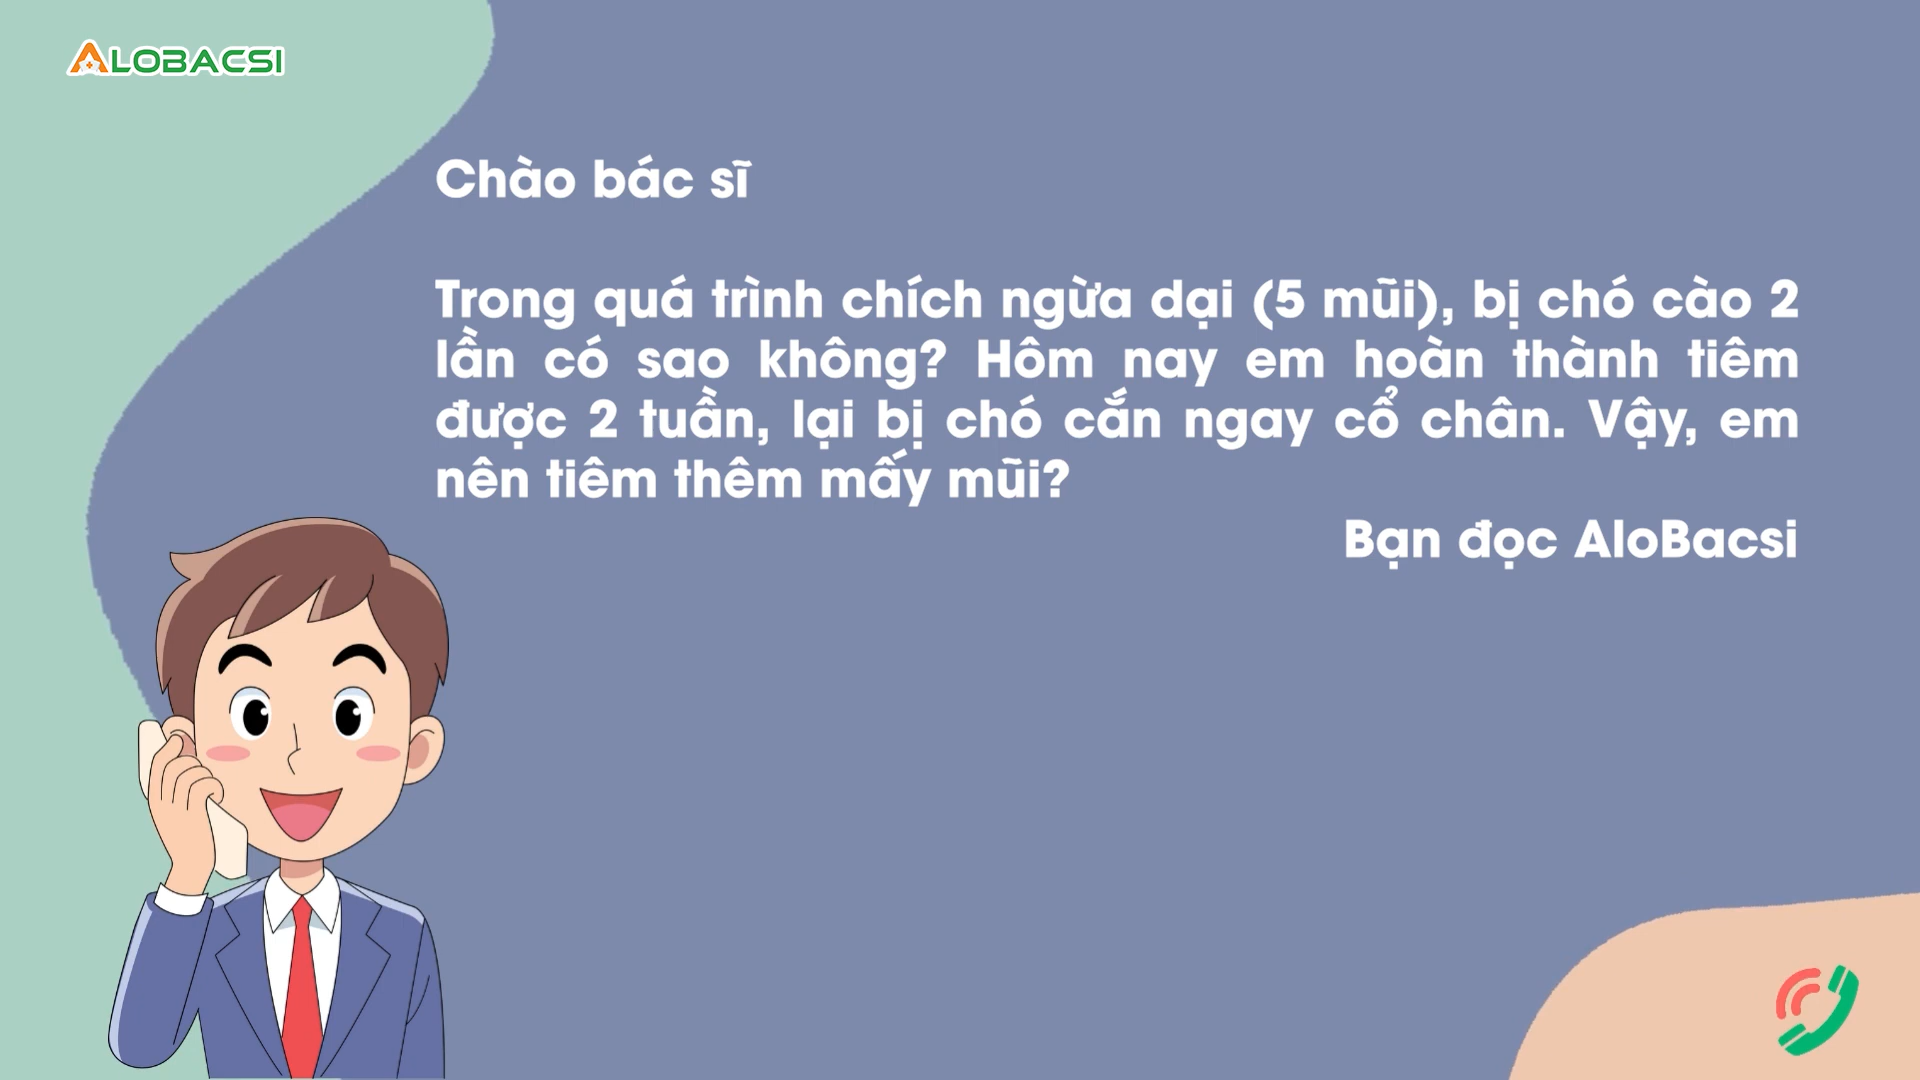 ALOBACSI
Chào bác sĩ
Trong quá trình chích ngừa dại (5 mũi), bị chó cào 2
lần có sao không? Hôm nay em hoàn thành tiêm
được 2 tuần, lại bị chó cắn ngay cổ chân. Vậy, em
nên tiêm thêm mấy mũi?
Bạn đọc AloBacsi